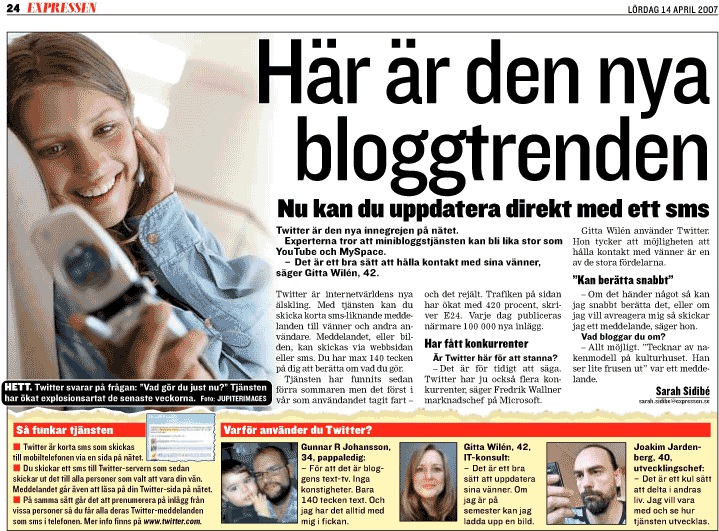 24 EXPRESSEN
LÖRDAG 14 APRIL 2007
Här är den nya
bloggtrenden
Nu kan du uppdatera direkt med ett sms
Twitter är den nya innegrejen på nätet.
Experterna tror att minibloggstjänsten kan bli lika stor som
YouTube och MySpace.
– Det är ett bra sätt att hålla kontakt med sina vänner,
säger Gitta Wilén, 42.
Twitter är internetvärldens nya
älskling. Med tjänsten kan du
skicka korta sms-liknande medde-
landen till vänner och andra an-
vändare. Meddelandet, eller bil-
den, kan skickas via webbsidan
eller sms. Du har max 140 tecken
på dig att berätta om vad du gör.
Tjänsten har funnits sedan
förra sommaren men det först i
vår som användandet tagit fart –
och det rejält. Trafiken på sidan
har ökat med 420 procent, skri-
ver E24. Varje dag publiceras
närmare 100 000 nya inlägg.
Har fått konkurrenter
Är Twitter här för att stanna?
– Det är för tidigt att säga.
Twitter har ju också flera kon-
kurrenter, säger Fredrik Wallner
marknadschef på Microsoft.
Gitta Wilén använder Twitter.
Hon tycker att möjligheten att
hålla kontakt med vänner är en
av de stora fördelarna.
"Kan berätta snabbt"
– Om det händer något så kan
jag snabbt berätta det, eller om
jag vill avreagera mig så skickar
jag ett meddelande, säger hon.
Vad bloggar du om?
– Allt möjligt. "Tecknar av na-
kenmodell på kulturhuset. Han
ser lite frusen ut" var ett medde-
lande.
Sarah Sidibé
sarah.sidibe@expressen.se
HETT. Twitter svarar på frågan: "Vad gör du just nu?" Tjänsten
har ökat explosionsartat de senaste veckorna. Foto: JUPITERIMAGES
Så funkar tjänsten
■ Twitter är korta sms som skickas
till mobiltelefonen via en sida på nätet.
■ Du skickar ett sms till Twitter-servern som sedan
skickar ut det till alla personer som valt att vara din vän.
Meddelandet går även att läsa på din Twitter-sida på nätet.
■ På samma sätt går det att prenumerera på inlägg från
vissa personer så du får alla deras Twitter-meddelanden
som sms i telefonen. Mer info finns på www.twitter.com.
Varför använder du Twitter?
Gunnar R Johansson,
34, pappaledig:
– För att det är blog-
gens text-tv. Inga
konstigheter. Bara
140 tecken text. Och
jag har det alltid med
mig i fickan.
Gitta Wilén, 42,
IT-konsult:
– Det är ett bra
sätt att uppdatera
sina vänner. Om
jag är på
semester kan jag
ladda upp en bild.
Joakim Jarden-
berg, 40,
utvecklingschef:
– Det är ett kul sätt
att delta i andras
liv. Jag vill vara
med och se hur
tjänsten utvecklas.